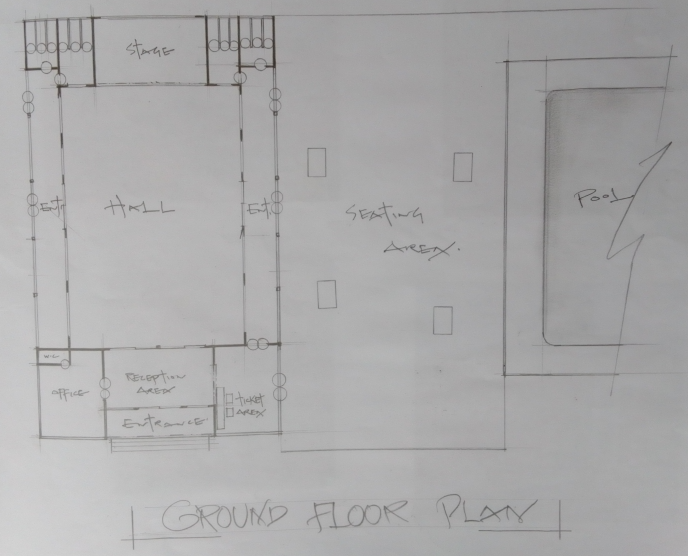 STAGE
Ent
HALL
Ent
SEATING
AREA.
POOL
W.C
OFFICE
RECEPTION
AREA
TICKET
AREA
ENTRANCE
GROUND FLOOR PLAN